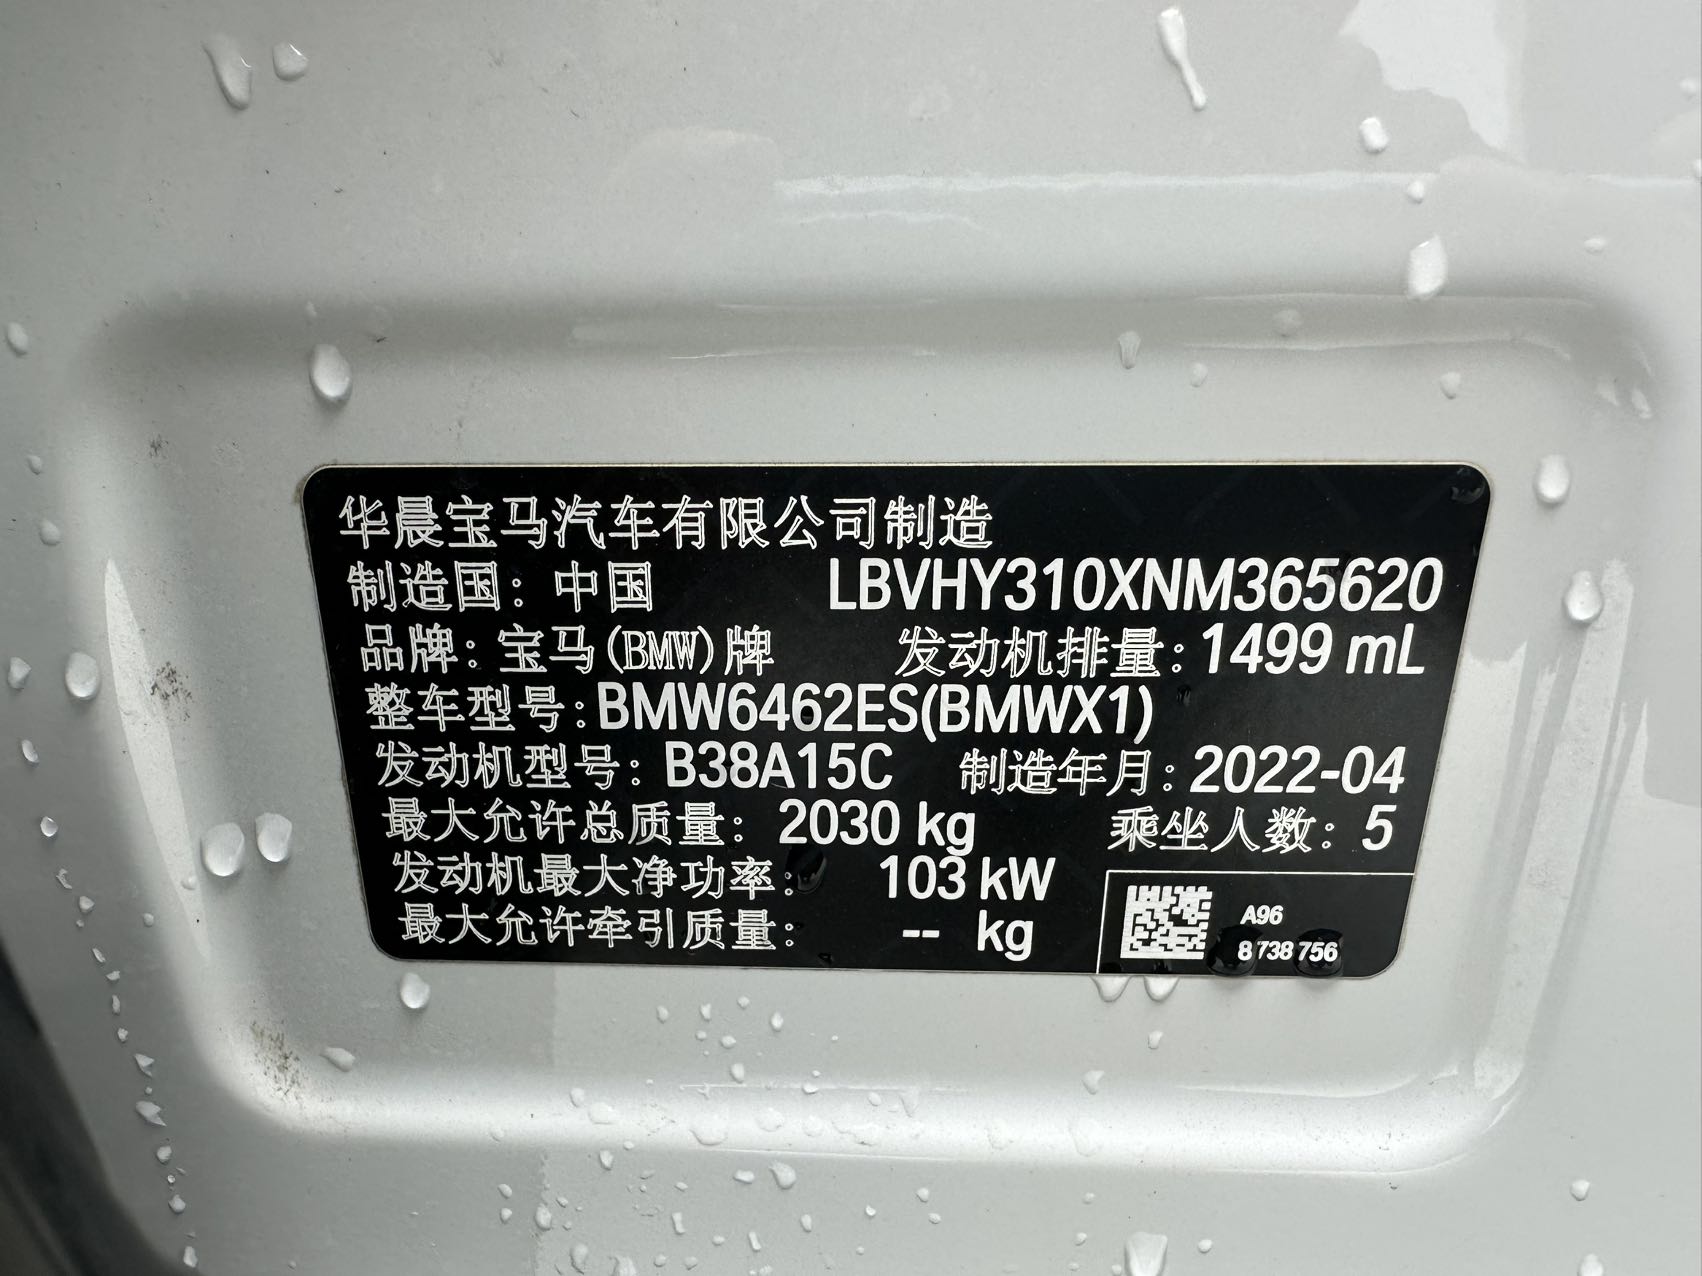 华晨宝马汽车有限公司制造
制造国：中国 LBVHY310XNM365620
品牌：宝马(BMW)牌 发动机排量：1499 mL
整车型号：BMW6462ES(BMWX1)
发动机型号：B38A15C 制造年月：2022-04
最大允许总质量：2030 kg 乘坐人数：5
发动机最大净功率：103 kW
最大允许牵引质量：-- kg
A96
8 738 756